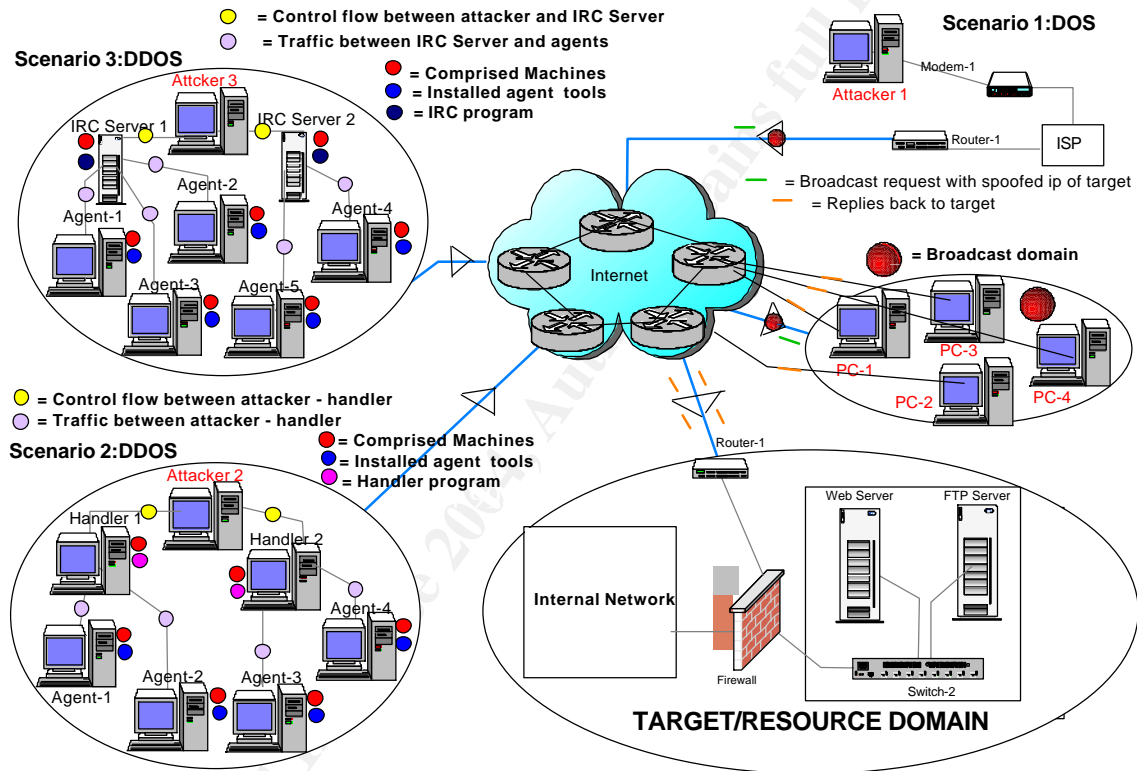 = Control flow between attacker and IRC Server
= Traffic between IRC Server and agents
Scenario 3:DDOS
= Comprised Machines
= Installed agent tools
= IRC program
Attcker 3
IRC Server 1
IRC Server 2
Agent-1
Agent-2
Agent-4
Agent-3
Agent-5
Scenario 1:DOS
Attacker 1
Modem-1
Router-1
ISP
= Broadcast request with spoofed ip of target
= Replies back to target
= Broadcast domain
Internet
PC-1
PC-3
PC-2
PC-4
= Control flow between attacker - handler
= Traffic between attacker - handler
Scenario 2:DDOS
= Comprised Machines
= Installed agent tools
= Handler program
Attacker 2
Handler 1
Handler 2
Agent-4
Agent-1
Agent-2
Agent-3
Router-1
Web Server
FTP Server
Internal Network
Firewall
Switch-2
TARGET/RESOURCE DOMAIN